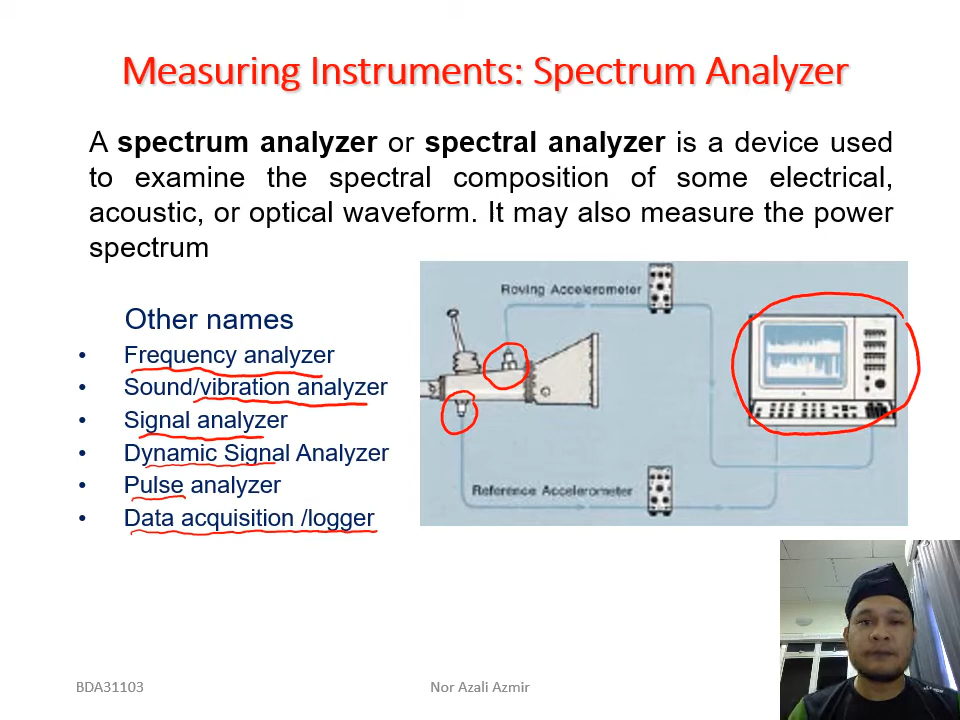 Measuring Instruments: Spectrum Analyzer
A spectrum analyzer or spectral analyzer is a device used
to examine the spectral composition of some electrical,
acoustic, or optical waveform. It may also measure the power
spectrum
Other names
• Frequency analyzer
• Sound/vibration analyzer
• Signal analyzer
• Dynamic Signal Analyzer
• Pulse analyzer
• Data acquisition /logger
Roving Accelerometer
Reference Accelerometer
BDA31103
Nor Azali Azmir